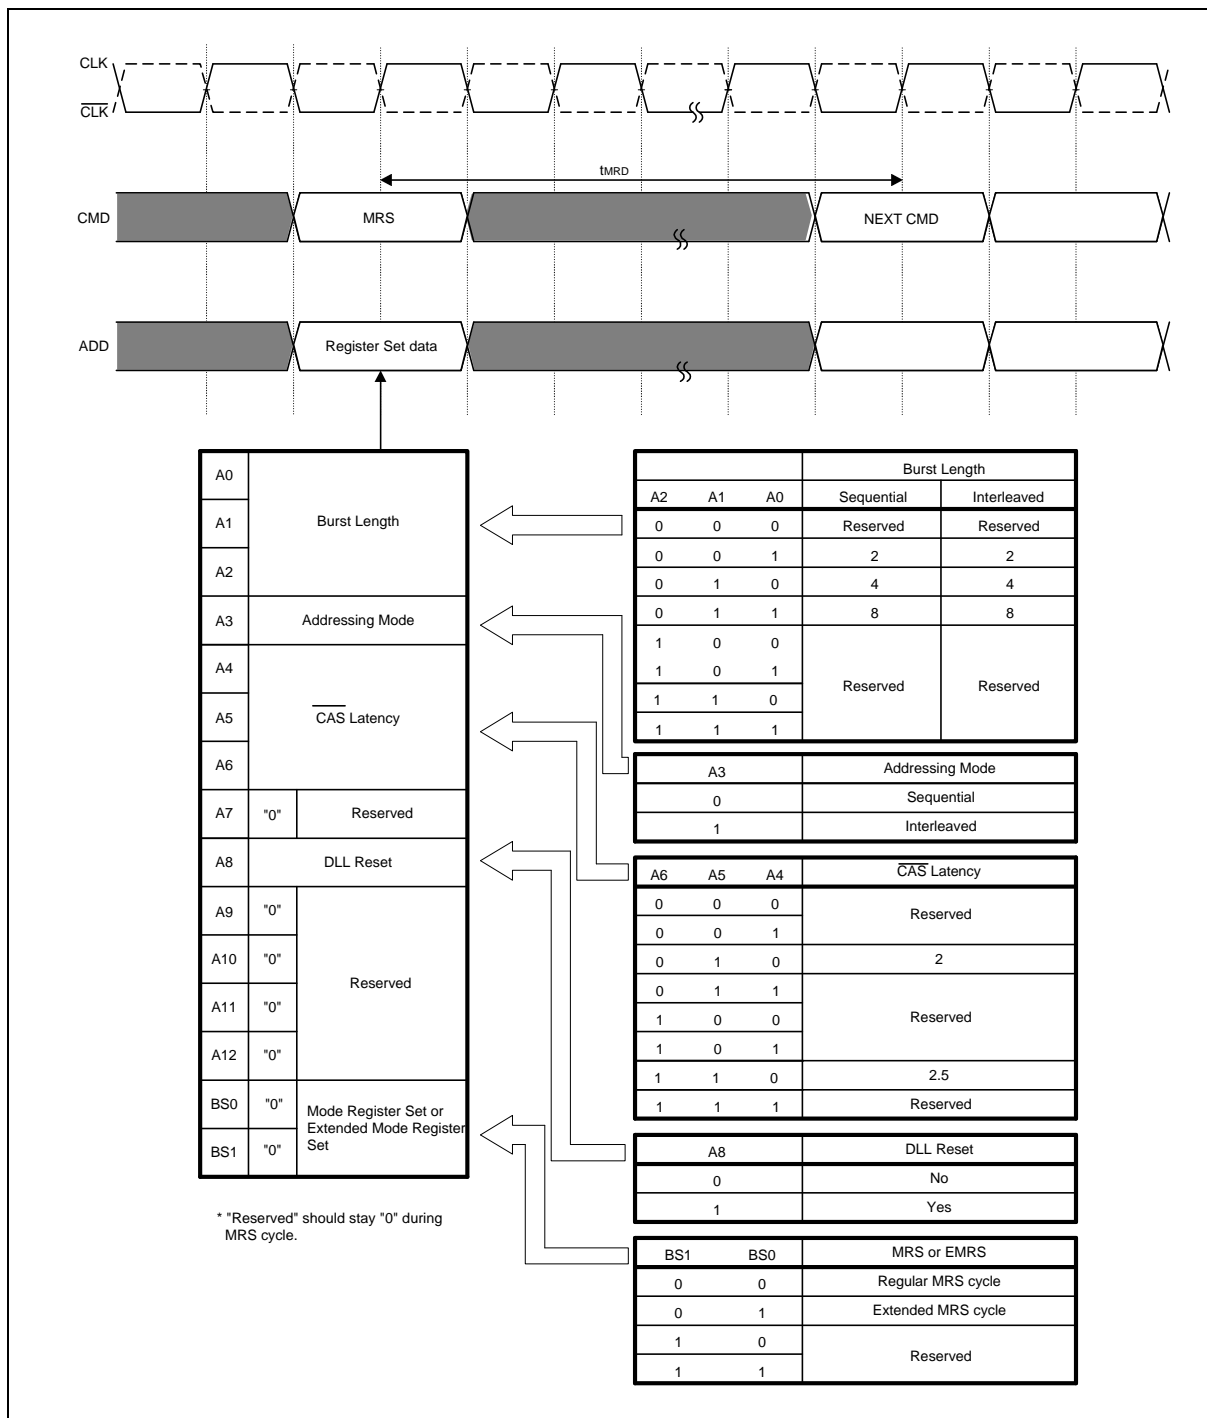 CLK
CLK
tMRD
CMD MRS NEXT CMD
ADD Register Set data
A0
A1 Burst Length
A2
A3 Addressing Mode
A4
A5 CAS Latency
A6
A7 "0" Reserved
A8 DLL Reset
A9 "0"
A10 "0"
Reserved
A11 "0"
A12 "0"
BS0 "0"
BS1 "0"
Mode Register Set or
Extended Mode Register
Set
* "Reserved" should stay "0" during
MRS cycle.
Burst Length
A2 A1 A0 Sequential Interleaved
0 0 0 Reserved Reserved
0 0 1 2 2
0 1 0 4 4
0 1 1 8 8
1 0 0
1 0 1
Reserved Reserved
1 1 0
1 1 1
A3 Addressing Mode
0 Sequential
1 Interleaved
A6 A5 A4 CAS Latency
0 0 0
Reserved
0 0 1
0 1 0 2
0 1 1
1 0 0 Reserved
1 0 1
1 1 0 2.5
1 1 1 Reserved
A8 DLL Reset
0 No
1 Yes
BS1 BS0 MRS or EMRS
0 0 Regular MRS cycle
0 1 Extended MRS cycle
1 0
Reserved
1 1